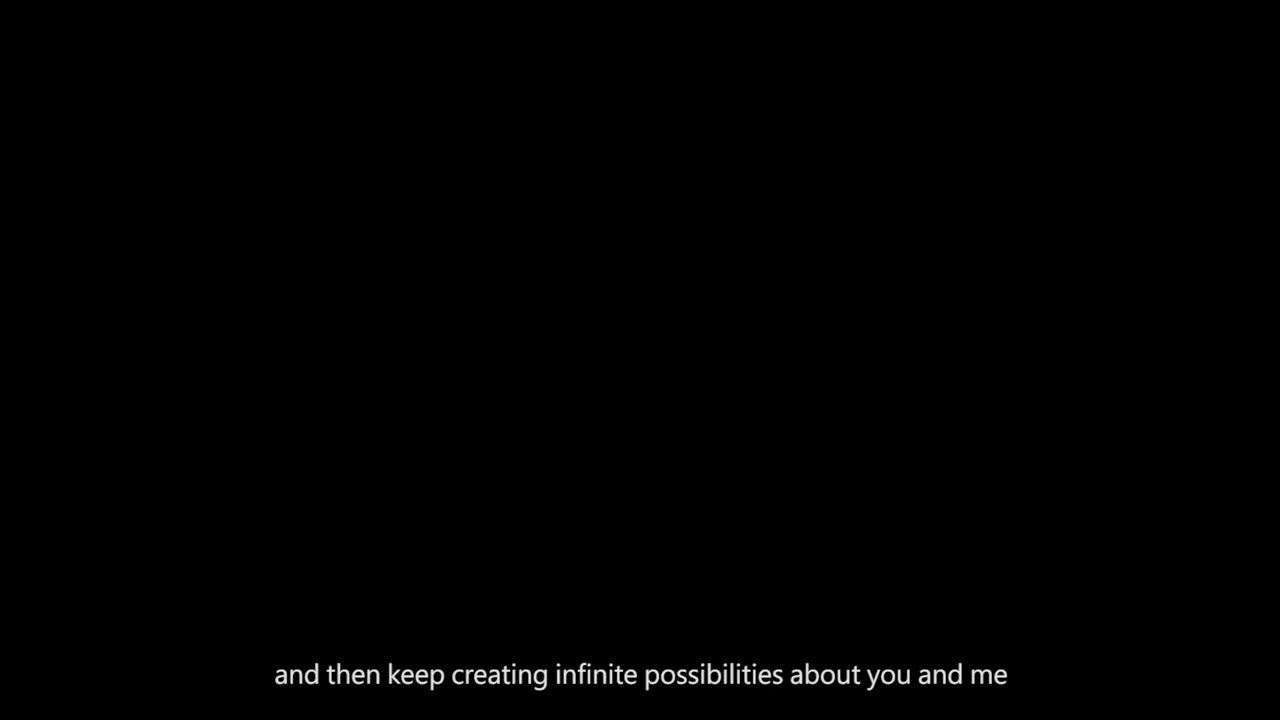 and then keep creating infinite possibilities about you and me